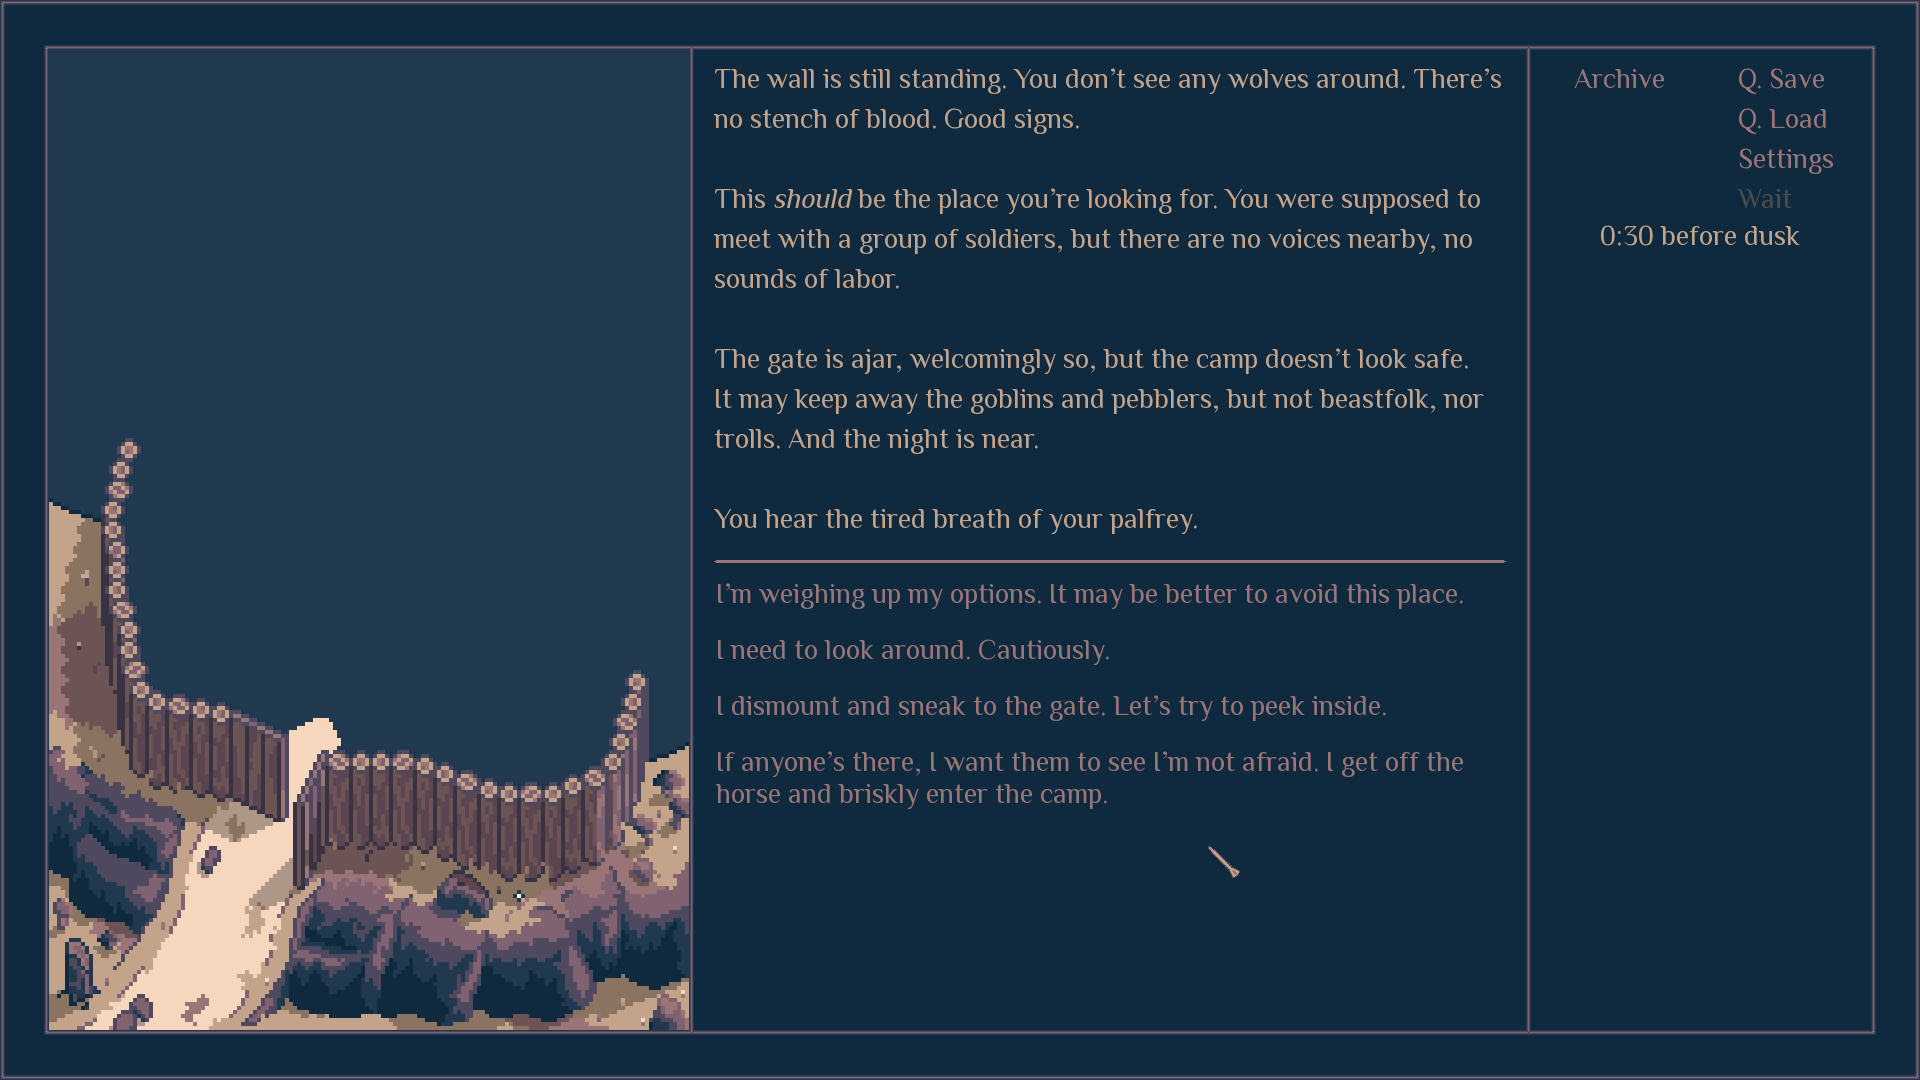 The wall is still standing. You don't see any wolves around. There's
no stench of blood. Good signs.
This should be the place you're looking for. You were supposed to
meet with a group of soldiers, but there are no voices nearby, no
sounds of labor.
The gate is ajar, welcomingly so, but the camp doesn't look safe.
It may keep away the goblins and pebblers, but not beastfolk, nor
trolls. And the night is near.
You hear the tired breath of your palfrey.
I'm weighing up my options. It may be better to avoid this place.
I need to look around. Cautiously.
I dismount and sneak to the gate. Let's try to peek inside.
If anyone's there, I want them to see I'm not afraid. I get off the
horse and briskly enter the camp.
Archive
Q. Save
Q. Load
Settings
Wait
0:30 before dusk